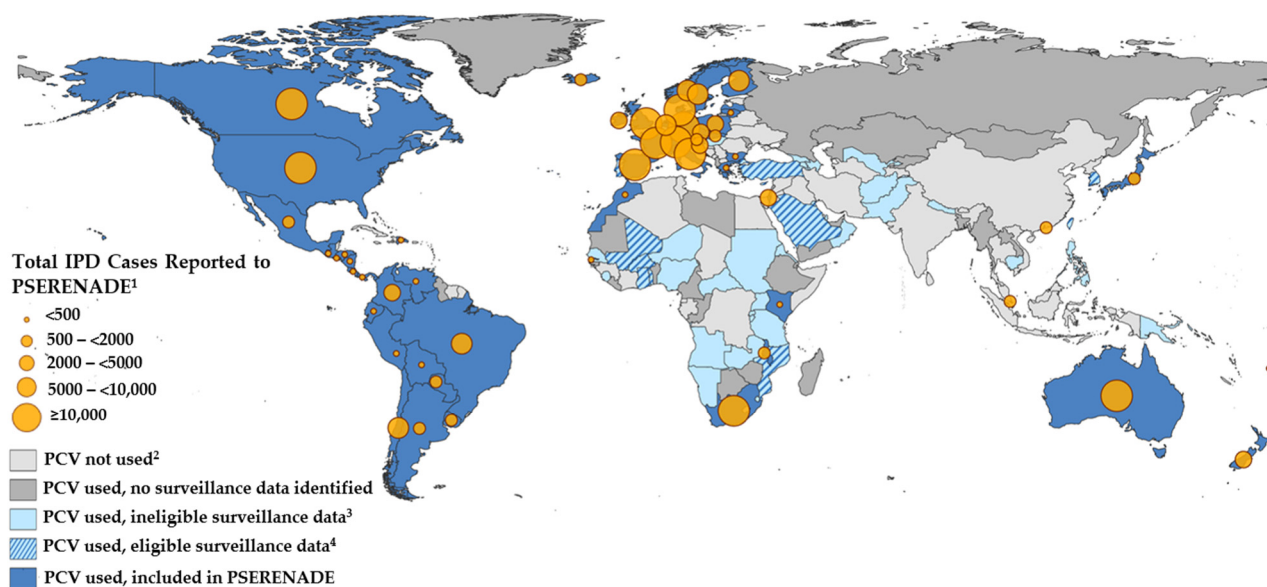 Total IPD Cases Reported to
PSERENADE¹
<500
500 – <2000
2000 – <5000
5000 – <10,000
≥10,000
PCV not used²
PCV used, no surveillance data identified
PCV used, ineligible surveillance data³
PCV used, eligible surveillance data⁴
PCV used, included in PSERENADE